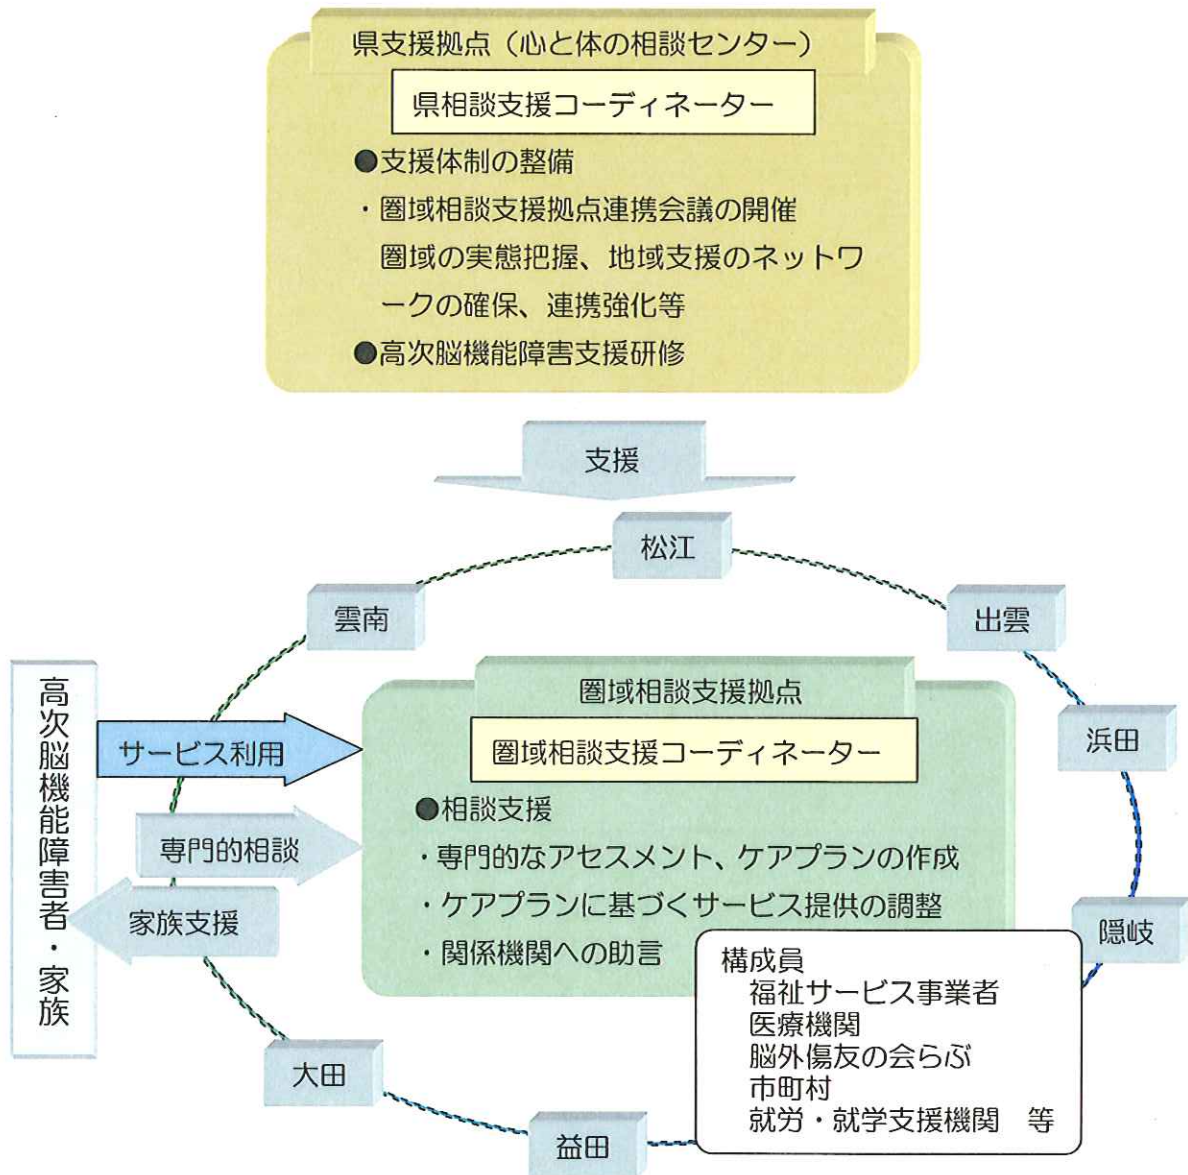 県支援拠点（心と体の相談センター）
県相談支援コーディネーター
●支援体制の整備
・圏域相談支援拠点連携会議の開催
圏域の実態把握、地域支援のネットワ
ークの確保、連携強化等
●高次脳機能障害支援研修
支援
松江
雲南
出雲
浜田
隠岐
大田
益田
高次脳機能障害者・家族
サービス利用
専門的相談
家族支援
圏域相談支援拠点
圏域相談支援コーディネーター
●相談支援
・専門的なアセスメント、ケアプランの作成
・ケアプランに基づくサービス提供の調整
・関係機関への助言
構成員
福祉サービス事業者
医療機関
脳外傷友の会らぶ
市町村
就労・就学支援機関　等